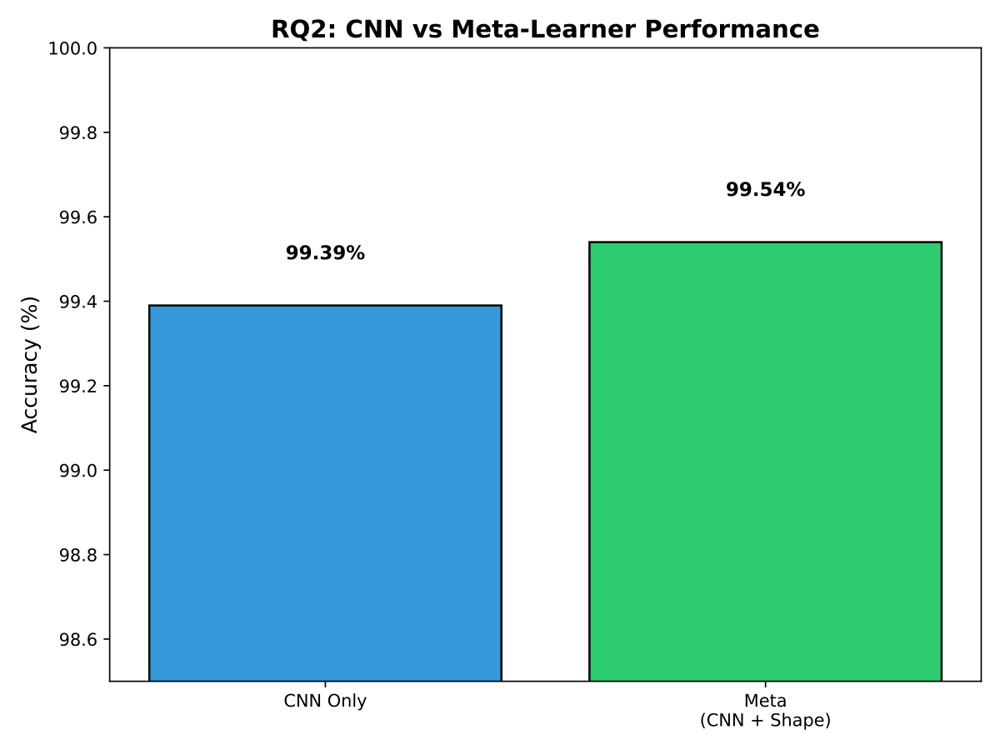 RQ2: CNN vs Meta-Learner Performance
100.0
99.8
99.6
99.4
99.2
99.0
98.8
98.6
Accuracy (%)
99.39%
99.54%
CNN Only
Meta
(CNN + Shape)